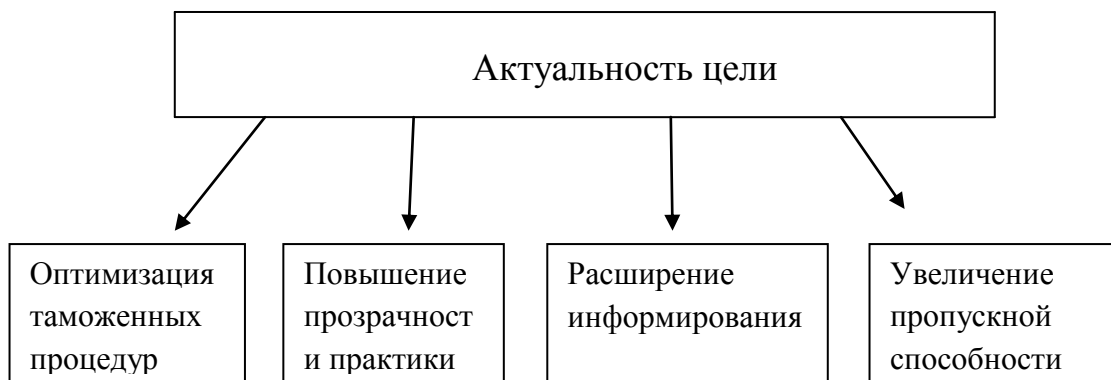 Актуальность цели
Оптимизация
таможенных
процедур
Повышение
прозрачност
и практики
Расширение
информирования
Увеличение
пропускной
способности